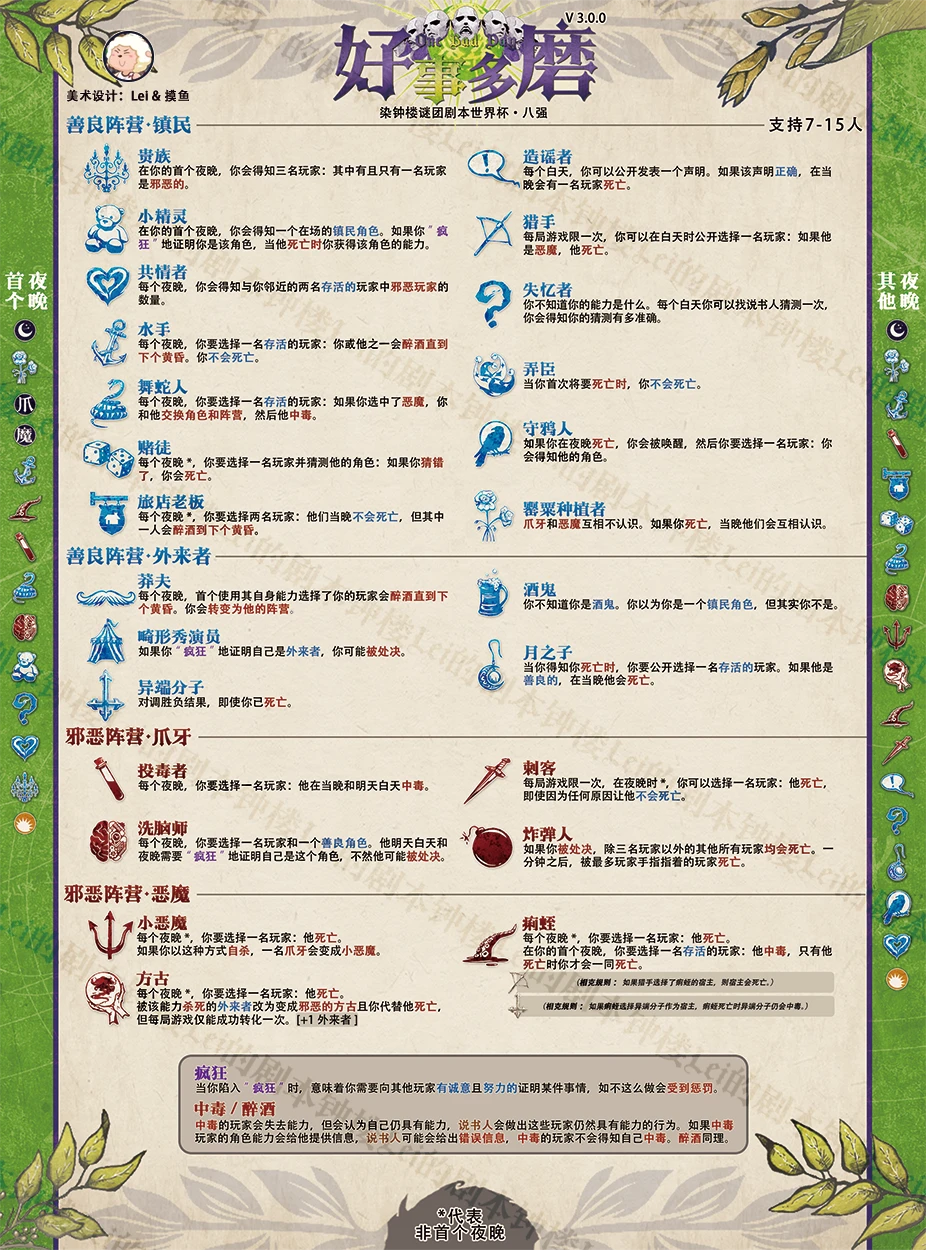 V 3.0.0
好事多磨
One Bad Day
染钟楼谜团剧本世界杯·八强
美术设计：Lei & 摸鱼
善良阵营·镇民
支持7-15人
贵族
在你的首个夜晚，你会得知三名玩家：其中有且只有一名玩家
是邪恶的。
小精灵
在你的首个夜晚，你会得知一个在场的镇民角色。如果你“疯
狂”地证明你是该角色，当他死亡时你获得该角色的能力。
共情者
每个夜晚，你会得知与你邻近的两名存活的玩家中邪恶玩家的
数量。
水手
每个夜晚，你要选择一名存活的玩家：你或他之一会醉酒直到
下个黄昏。你不会死亡。
舞蛇人
每个夜晚，你要选择一名存活的玩家：如果你选中了恶魔，你
和他交换角色和阵营，然后他中毒。
赌徒
每个夜晚*，你要选择一名玩家并猜测他的角色：如果你猜错
了，你会死亡。
旅店老板
每个夜晚*，你要选择两名玩家：他们当晚不会死亡，但其中
一人会醉酒到下个黄昏。
造谣者
每个白天，你可以公开发表一个声明。如果该声明正确，在当
晚会有一名玩家死亡。
猎手
每局游戏限一次，你可以在白天时公开选择一名玩家：如果他
是恶魔，他死亡。
失忆者
你不知道你的能力是什么。每个白天你可以找说书人猜测一次，
你会得知你的猜测有多准确。
弄臣
当你首次将要死亡时，你不会死亡。
守鸦人
如果你在夜晚死亡，你会被唤醒，然后你要选择一名玩家：你
会得知他的角色。
罂粟种植者
爪牙和恶魔互相不认识。如果你死亡，当晚他们会互相认识。
善良阵营·外来者
莽夫
每个夜晚，首个使用其自身能力选择了你的玩家会醉酒直到下
个黄昏。你会转变为他的阵营。
畸形秀演员
如果你“疯狂”地证明自己是外来者，你可能被处决。
异端分子
对调胜负结果，即使你已死亡。
酒鬼
你不知道你是酒鬼。你以为你是一个镇民角色，但其实你不是。
月之子
当你得知你死亡时，你要公开选择一名存活的玩家。如果他是
善良的，在当晚他会死亡。
邪恶阵营·爪牙
投毒者
每个夜晚，你要选择一名玩家：他在当晚和明天白天中毒。
洗脑师
每个夜晚，你要选择一名玩家和一个善良角色。他明天白天和
夜晚需要“疯狂”地证明自己是这个角色，不然他可能被处决。
刺客
每局游戏限一次，在夜晚时*，你可以选择一名玩家：他死亡，
即使因为任何原因让他不会死亡。
炸弹人
如果你被处决，除三名玩家以外的其他所有玩家均会死亡。一
分钟之后，被最多玩家手指指着的玩家死亡。
邪恶阵营·恶魔
小恶魔
每个夜晚*，你要选择一名玩家：他死亡。
如果你以这种方式自杀，一名爪牙会变成小恶魔。
方古
每个夜晚*，你要选择一名玩家：他死亡。
被该能力杀死的外来者改为变成邪恶的方古且你代替他死亡，
但每局游戏仅能成功转化一次。[+1 外来者]
痢蛭
每个夜晚*，你要选择一名玩家：他死亡。
在你的首个夜晚，你要选择一名存活的玩家：他中毒，只有他
死亡时你才会一同死亡。
（相克规则：如果猎手选择了痢蛭的宿主，则宿主会死亡。）
（相克规则：如果痢蛭选择异端分子作为宿主，痢蛭死亡时异端分子仍会中毒。）
疯狂
当你陷入“疯狂”时，意味着你需要向其他玩家有诚意且努力的证明某件事情，如不这么做会受到惩罚。
中毒 / 醉酒
中毒的玩家会失去能力，但会认为自己仍具有能力，说书人会做出这些玩家仍然具有能力的行为。如果中毒
玩家的角色能力会给他提供信息，说书人可能会给出错误信息，中毒的玩家不会得知自己中毒。醉酒同理。
*代表
非首个夜晚
首个夜晚
爪
魔
其他夜晚